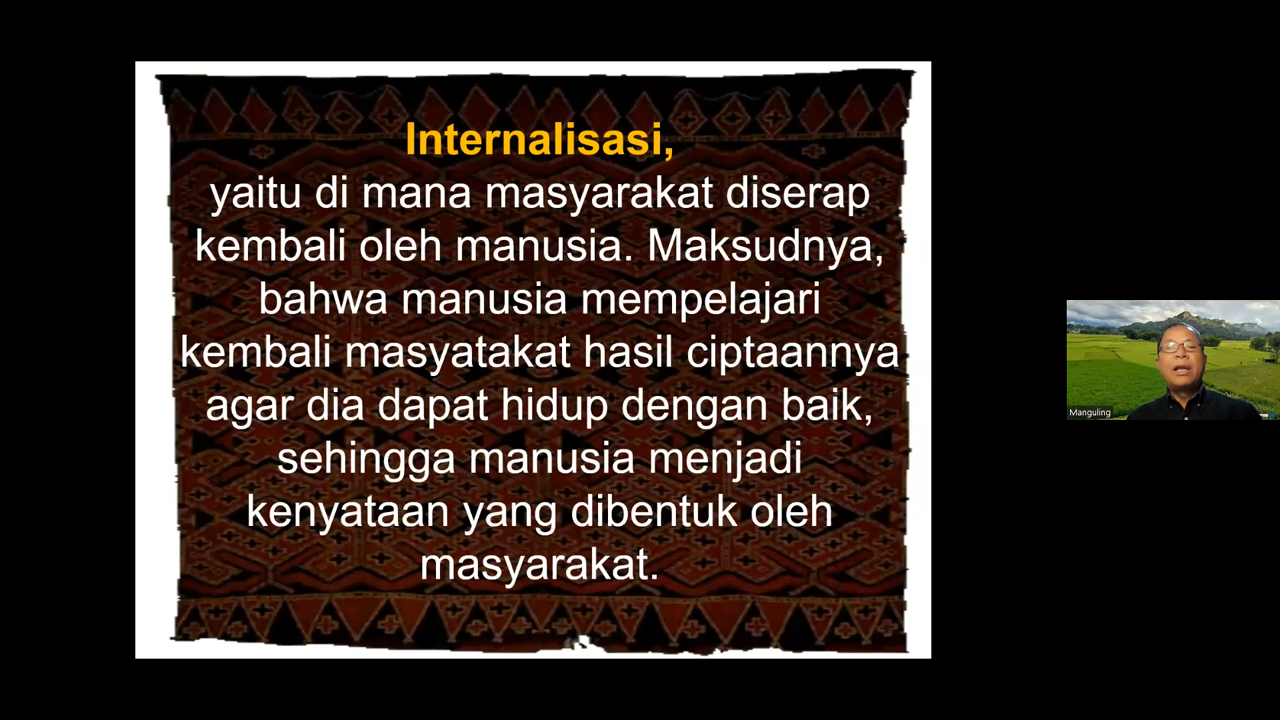 Internalisasi,
yaitu di mana masyarakat diserap
kembali oleh manusia. Maksudnya,
bahwa manusia mempelajari
kembali masyatakat hasil ciptaannya
agar dia dapat hidup dengan baik,
sehingga manusia menjadi
kenyataan yang dibentuk oleh
masyarakat.
Manguling